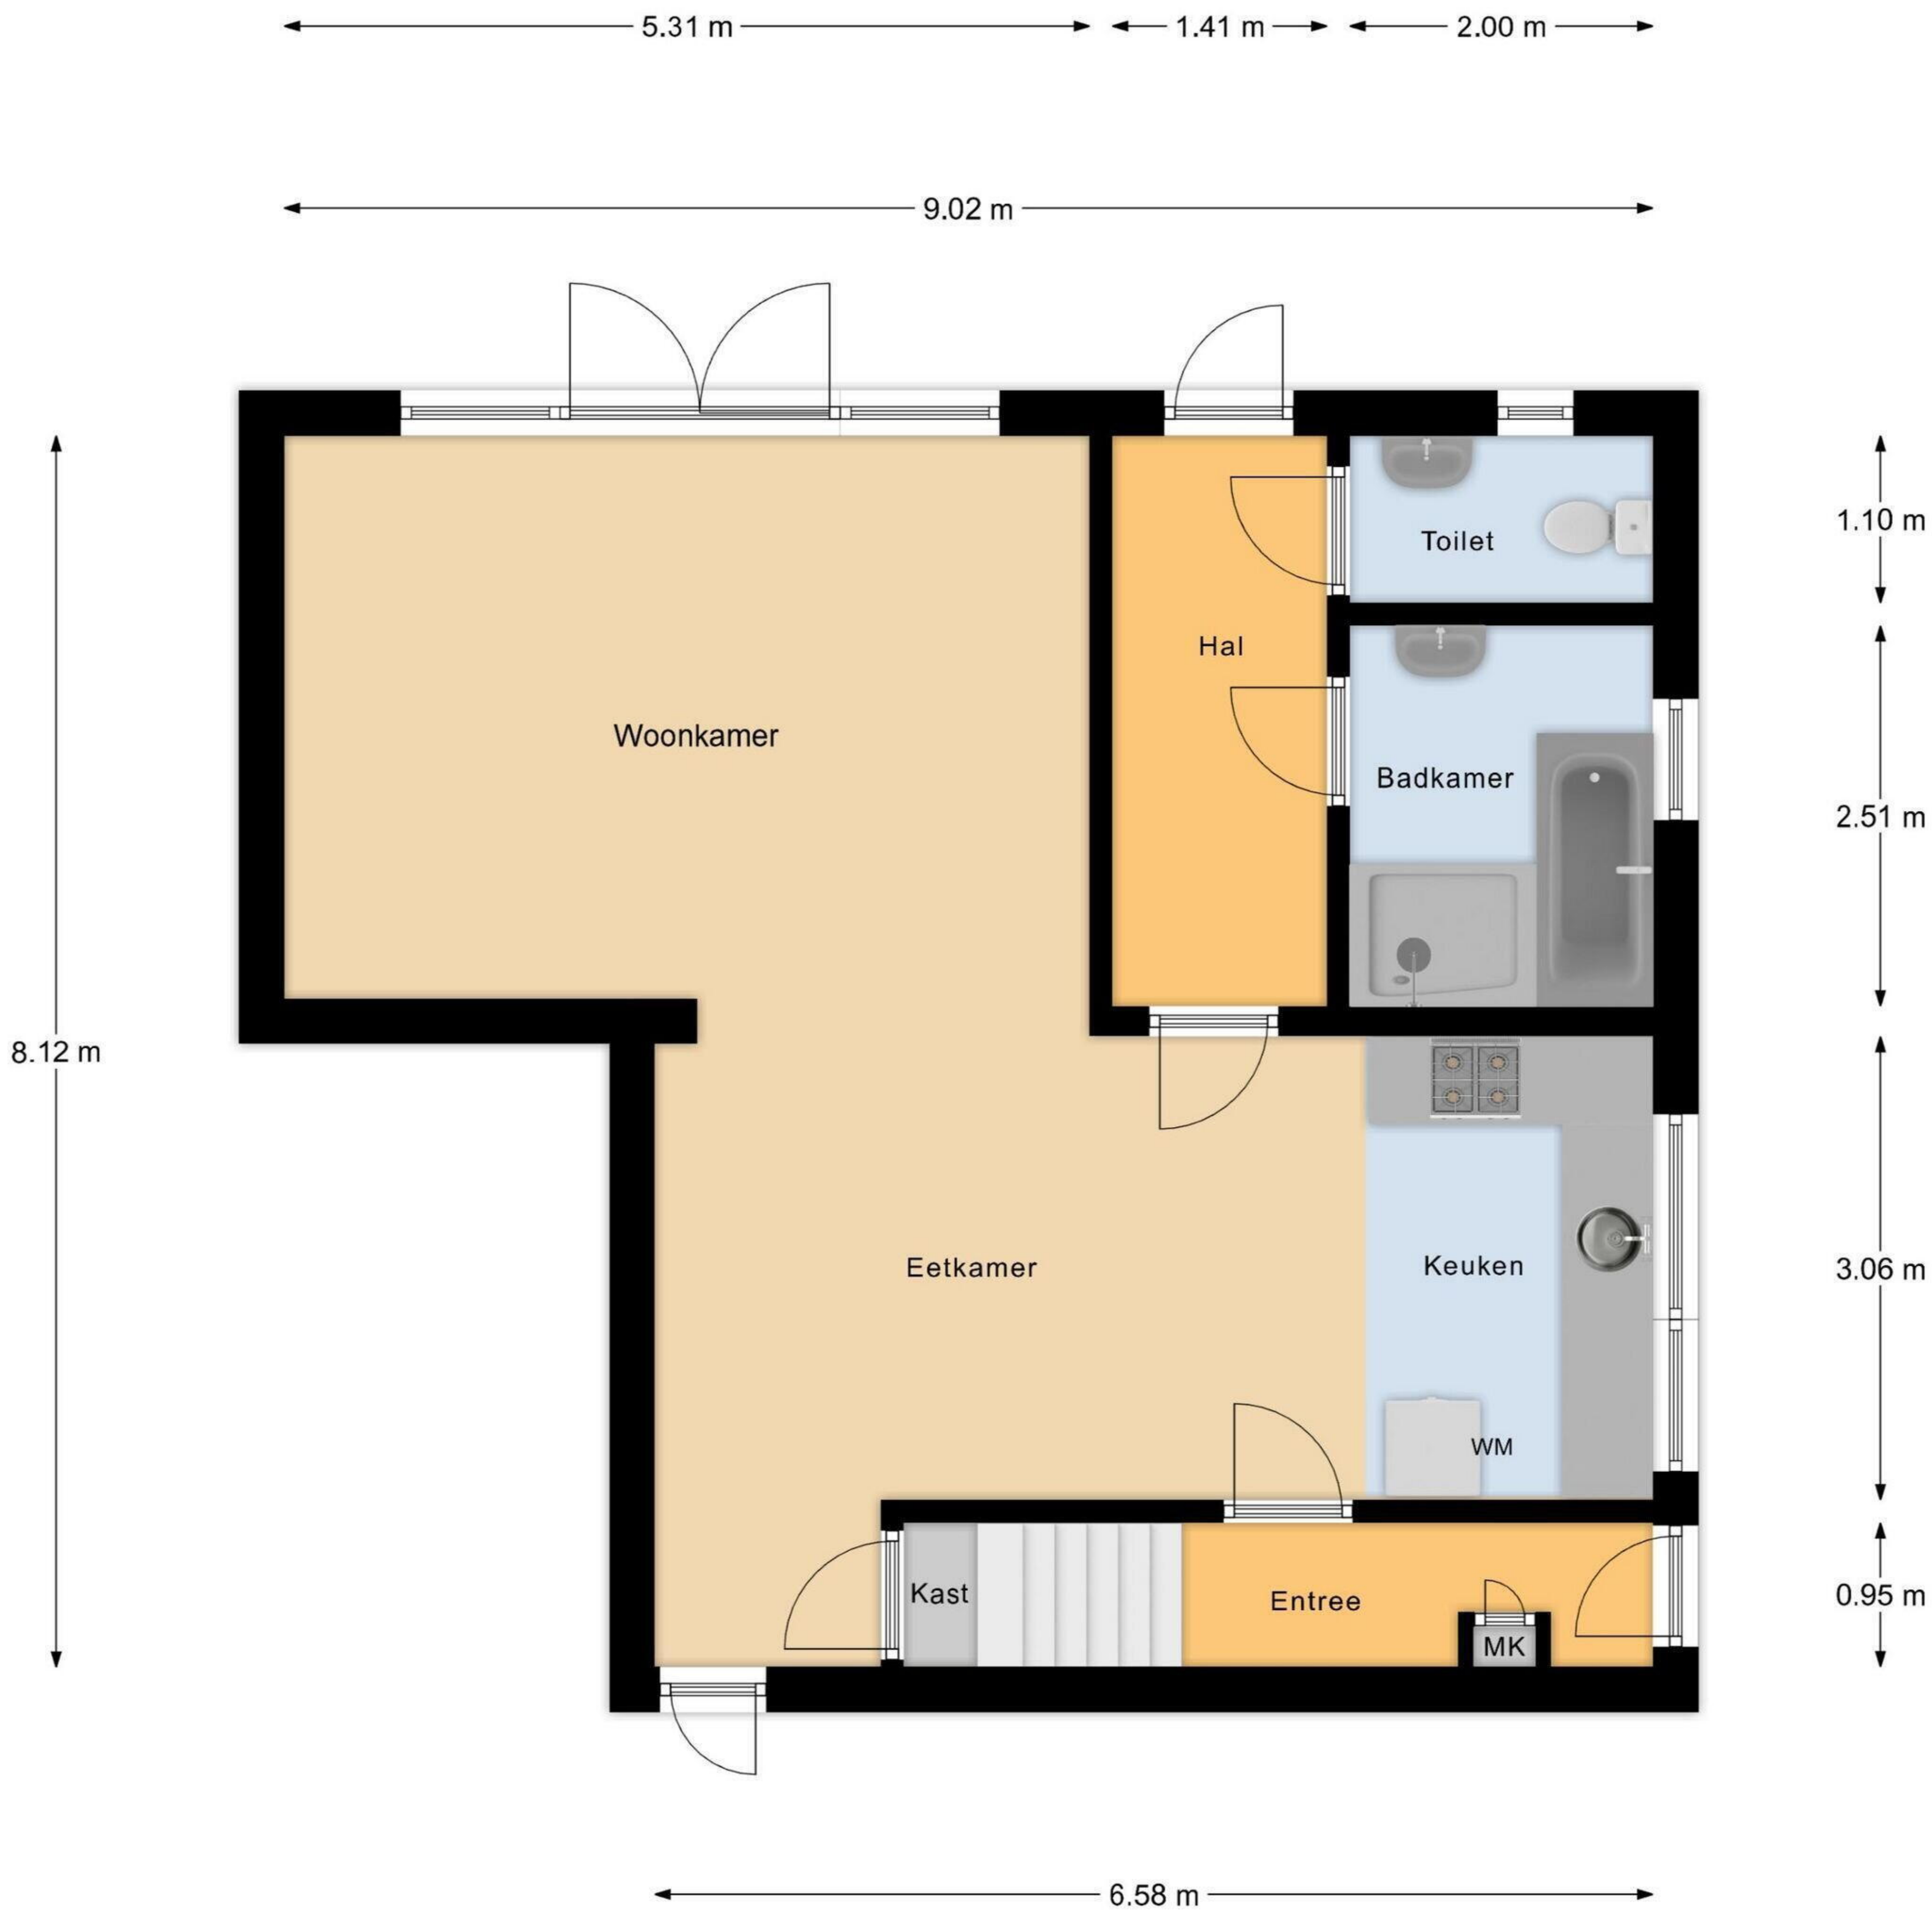 5.31 m
1.41 m
2.00 m
9.02 m
1.10 m
Toilet
Hal
Woonkamer
Badkamer
2.51 m
8.12 m
Eetkamer
Keuken
3.06 m
WM
Kast
Entree
0.95 m
MK
6.58 m